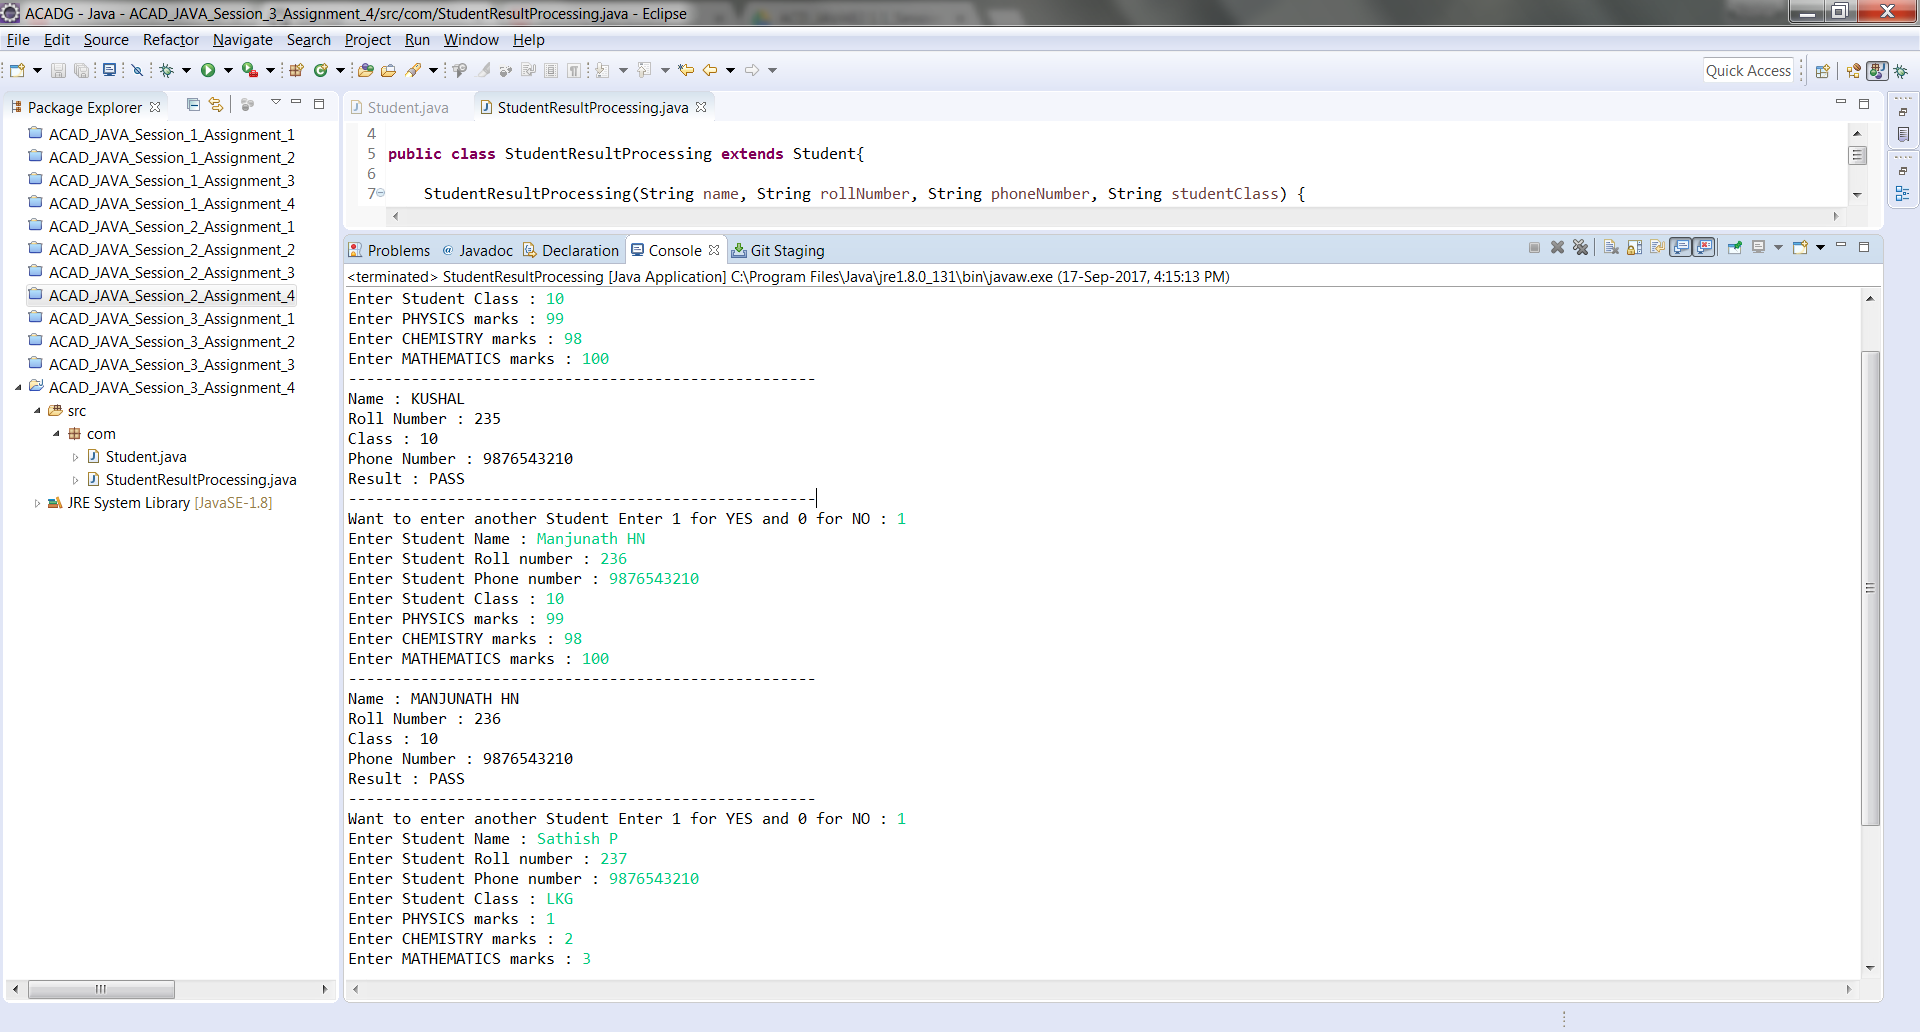 ACADG - Java - ACAD_JAVA_Session_3_Assignment_4/src/com/StudentResultProcessing.java - Eclipse
File Edit Source Refactor Navigate Search Project Run Window Help
Quick Access
Package Explorer
ACAD_JAVA_Session_1_Assignment_1
ACAD_JAVA_Session_1_Assignment_2
ACAD_JAVA_Session_1_Assignment_3
ACAD_JAVA_Session_1_Assignment_4
ACAD_JAVA_Session_2_Assignment_1
ACAD_JAVA_Session_2_Assignment_2
ACAD_JAVA_Session_2_Assignment_3
ACAD_JAVA_Session_2_Assignment_4
ACAD_JAVA_Session_3_Assignment_1
ACAD_JAVA_Session_3_Assignment_2
ACAD_JAVA_Session_3_Assignment_3
ACAD_JAVA_Session_3_Assignment_4
src
com
Student.java
StudentResultProcessing.java
JRE System Library [JavaSE-1.8]
Student.java StudentResultProcessing.java
4
5 public class StudentResultProcessing extends Student{
6
7 StudentResultProcessing(String name, String rollNumber, String phoneNumber, String studentClass) {
Problems @ Javadoc Declaration Console Git Staging
<terminated> StudentResultProcessing [Java Application] C:\Program Files\Java\jre1.8.0_131\bin\javaw.exe (17-Sep-2017, 4:15:13 PM)
Enter Student Class : 10
Enter PHYSICS marks : 99
Enter CHEMISTRY marks : 98
Enter MATHEMATICS marks : 100
----------------------------------------------------
Name : KUSHAL
Roll Number : 235
Class : 10
Phone Number : 9876543210
Result : PASS
----------------------------------------------------
Want to enter another Student Enter 1 for YES and 0 for NO : 1
Enter Student Name : Manjunath HN
Enter Student Roll number : 236
Enter Student Phone number : 9876543210
Enter Student Class : 10
Enter PHYSICS marks : 99
Enter CHEMISTRY marks : 98
Enter MATHEMATICS marks : 100
----------------------------------------------------
Name : MANJUNATH HN
Roll Number : 236
Class : 10
Phone Number : 9876543210
Result : PASS
----------------------------------------------------
Want to enter another Student Enter 1 for YES and 0 for NO : 1
Enter Student Name : Sathish P
Enter Student Roll number : 237
Enter Student Phone number : 9876543210
Enter Student Class : LKG
Enter PHYSICS marks : 1
Enter CHEMISTRY marks : 2
Enter MATHEMATICS marks : 3